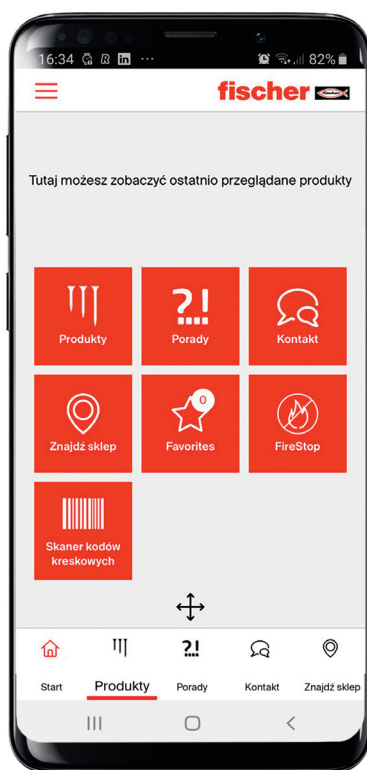 16:34
82%
fischer
Tutaj możesz zobaczyć ostatnio przeglądane produkty
Produkty
Porady
Kontakt
Znajdź sklep
0
Favorites
FireStop
Skaner kodów
kreskowych
Start
Produkty
Porady
Kontakt
Znajdź sklep